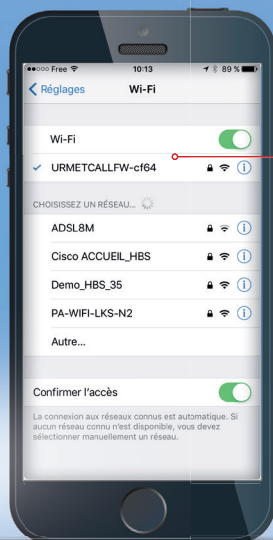 Free 10:13 89 %
Réglages Wi-Fi
Wi-Fi
URMETCALLFW-cf64
CHOISISSEZ UN RÉSEAU...
ADSL8M
Cisco ACCUEIL_HBS
Demo_HBS_35
PA-WIFI-LKS-N2
Autre...
Confirmer l'accès
La connexion aux réseaux connus est automatique. Si
aucun réseau connu n'est disponible, vous devez
sélectionner manuellement un réseau.